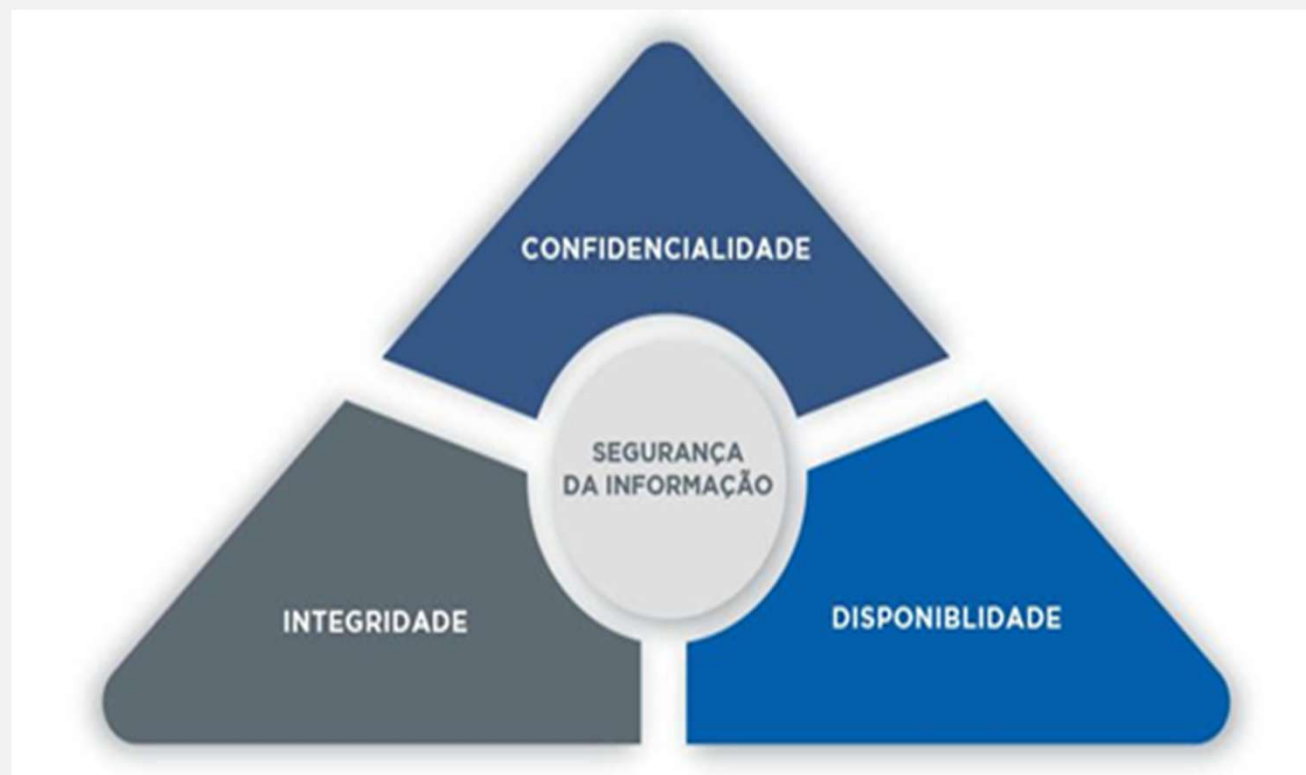 CONFIDENCIALIDADE
SEGURANÇA
DA INFORMAÇÃO
INTEGRIDADE
DISPONIBLIDADE